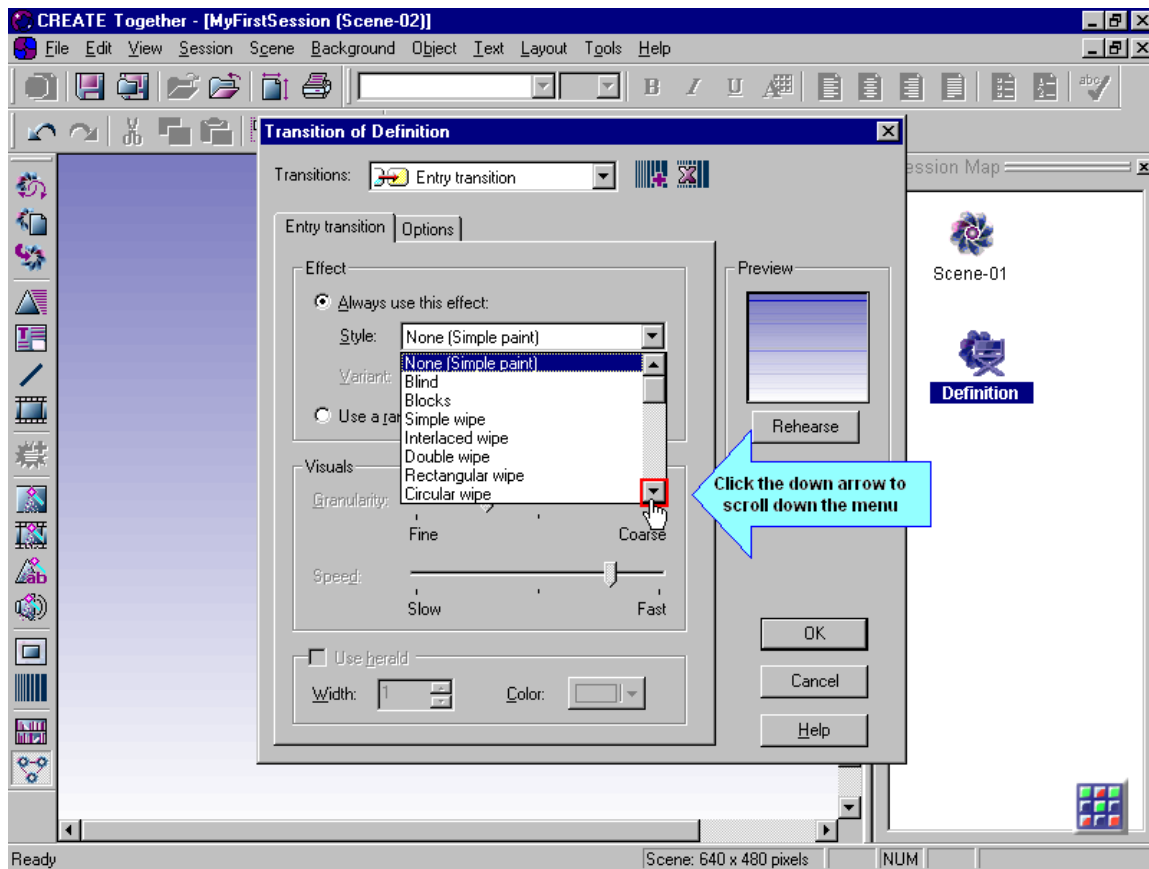 CREATE Together - [MyFirstSession (Scene-02)]
File Edit View Session Scene Background Object Text Layout Tools Help
B I U A abc
Transition of Definition
Transitions: Entry transition
Entry transition Options
Effect
Always use this effect:
Style: None (Simple paint)
None (Simple paint)
Variant:
Blind
Blocks
Use a
Simple wipe
Interlaced wipe
Double wipe
Rectangular wipe
Circular wipe
Visuals
Granularity:
Fine Coarse
Speed:
Slow Fast
Use herald
Width: 1 Color:
Preview
Rehearse
Click the down arrow to
scroll down the menu
OK
Cancel
Help
ession Map
Scene-01
Definition
T
ab
Ready Scene: 640 x 480 pixels NUM